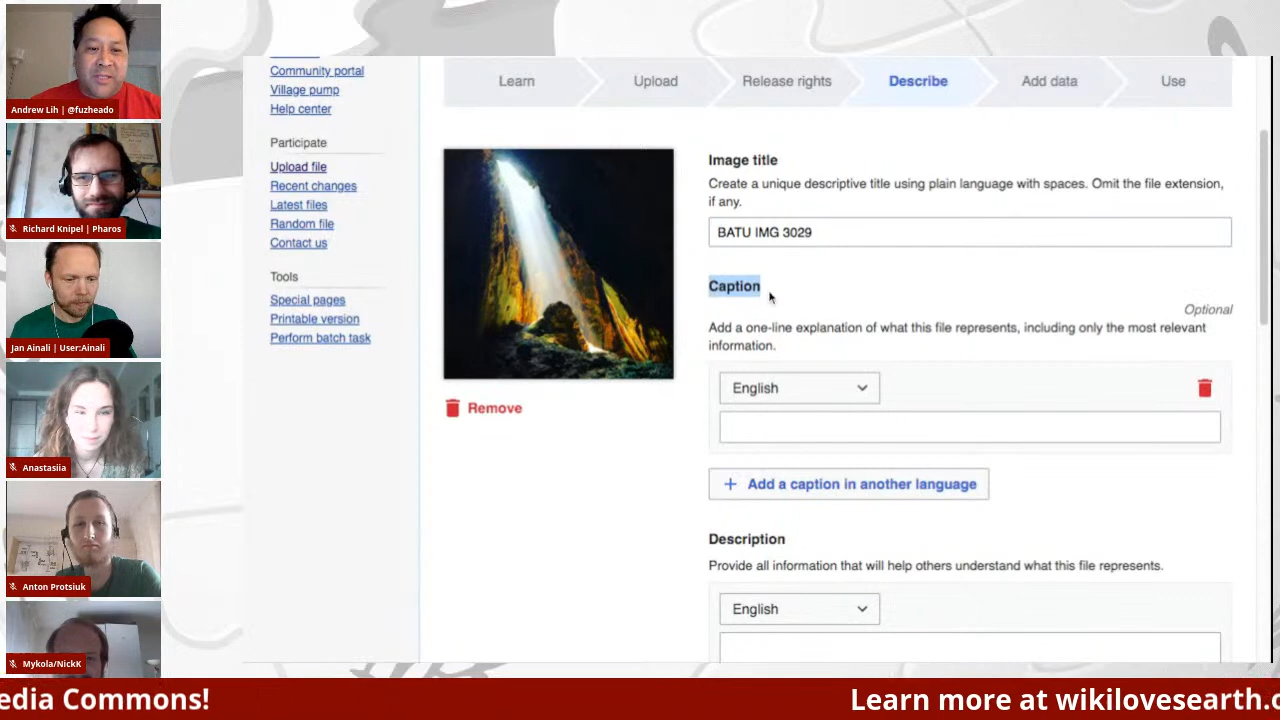 Andrew Lih | @fuzheado
Richard Knipel | Pharos
Jan Ainali | User:Ainali
Anastasiia
Anton Protsiuk
Mykola/NickK
Community portal
Village pump
Help center
Participate
Upload file
Recent changes
Latest files
Random file
Contact us
Tools
Special pages
Printable version
Perform batch task
Learn
Upload
Release rights
Describe
Add data
Use
Remove
Image title
Create a unique descriptive title using plain language with spaces. Omit the file extension,
if any.
BATU IMG 3029
Caption
Optional
Add a one-line explanation of what this file represents, including only the most relevant
information.
English
+ Add a caption in another language
Description
Provide all information that will help others understand what this file represents.
English
edia Commons!
Learn more at wikilovesearth.c